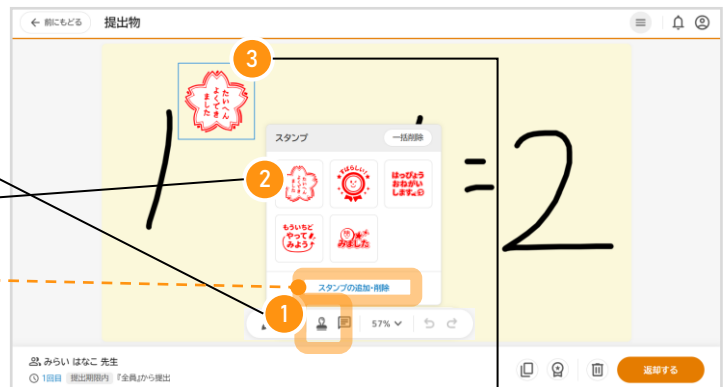 ← 前にもどる 提出物
3
たいへん
よくでき
ました
1 = 2
スタンプ 一括削除
2
たいへん
よくでき
ました
すばらしい!
はっぴょう
おねがい
します。
もういちど
やって
みよう
みました
スタンプの追加・削除
1
57%
みらい はなこ 先生
1回目 提出期限内 『全員』から提出
返却する